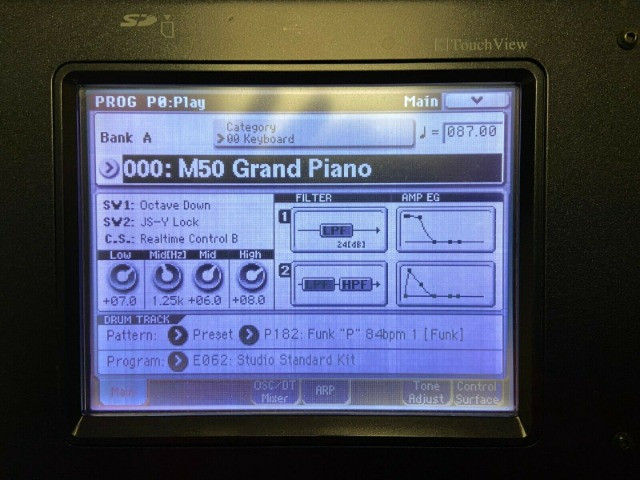 SD
TouchView
PROG P0:Play
Main
Bank A
Category
00 Keyboard
♩ = 087.00
000: M50 Grand Piano
SW1: Octave Down
SW2: JS-Y Lock
C.S.: Realtime Control B
FILTER
AMP EG
1
LPF
24[dB]
Low Mid[Hz] Mid High
+07.0 1.25k +06.0 +08.0
2
LPF HPF
DRUM TRACK
Pattern: Preset P182: Funk "P" 84bpm 1 [Funk]
Program: E062: Studio Standard Kit
Main
OSC/DT
Mixer
ARP
Tone
Adjust
Control
Surface